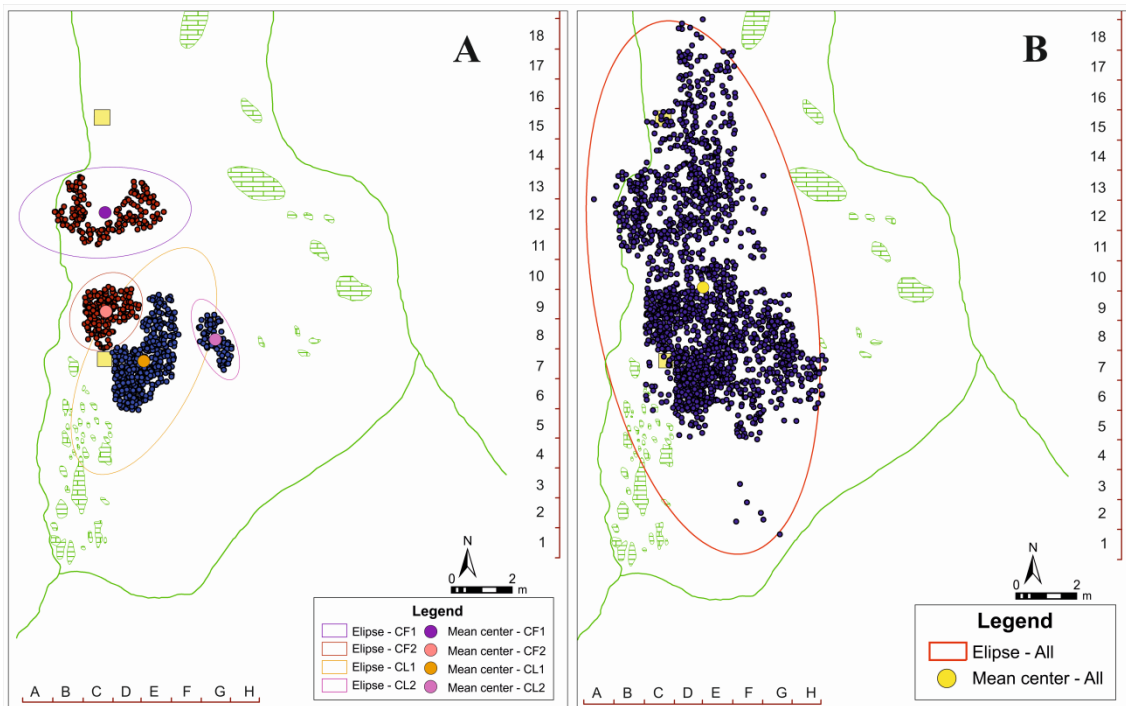 A
18
17
16
15
14
13
12
11
10
9
8
7
6
5
4
3
2
1
N
0 2
m
Legend
Elipse - CF1 Mean center - CF1
Elipse - CF2 Mean center - CF2
Elipse - CL1 Mean center - CL1
Elipse - CL2 Mean center - CL2
A B C D E F G H
B
18
17
16
15
14
13
12
11
10
9
8
7
6
5
4
3
2
1
N
0 2
m
Legend
Elipse - All
Mean center - All
A B C D E F G H